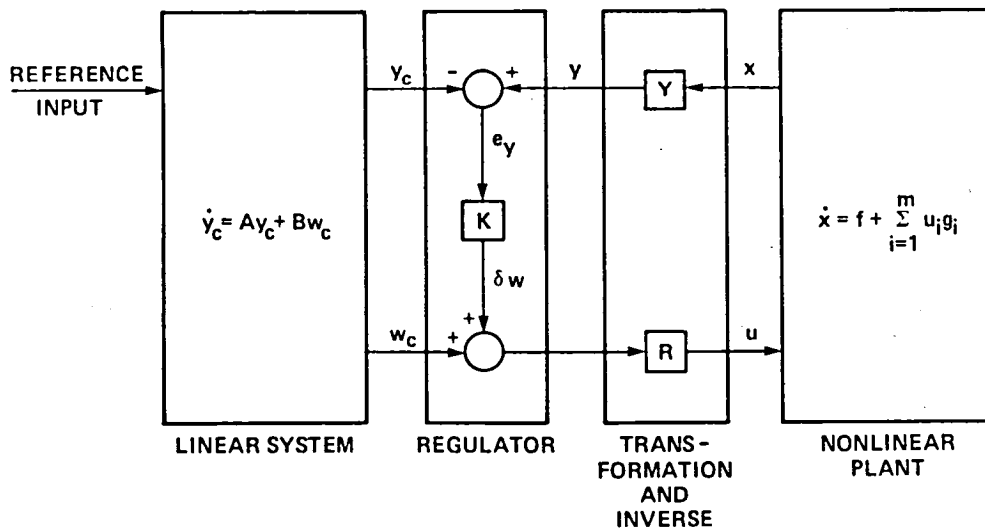 REFERENCE
INPUT
ẏ_c = Ay_c + Bw_c
LINEAR SYSTEM
y_c
w_c
- +
e_y
K
δw
+
+
REGULATOR
y
Y
R
TRANS-
FORMATION
AND
INVERSE
x
u
ẋ = f + Σ_{i=1}^{m} u_i g_i
NONLINEAR
PLANT